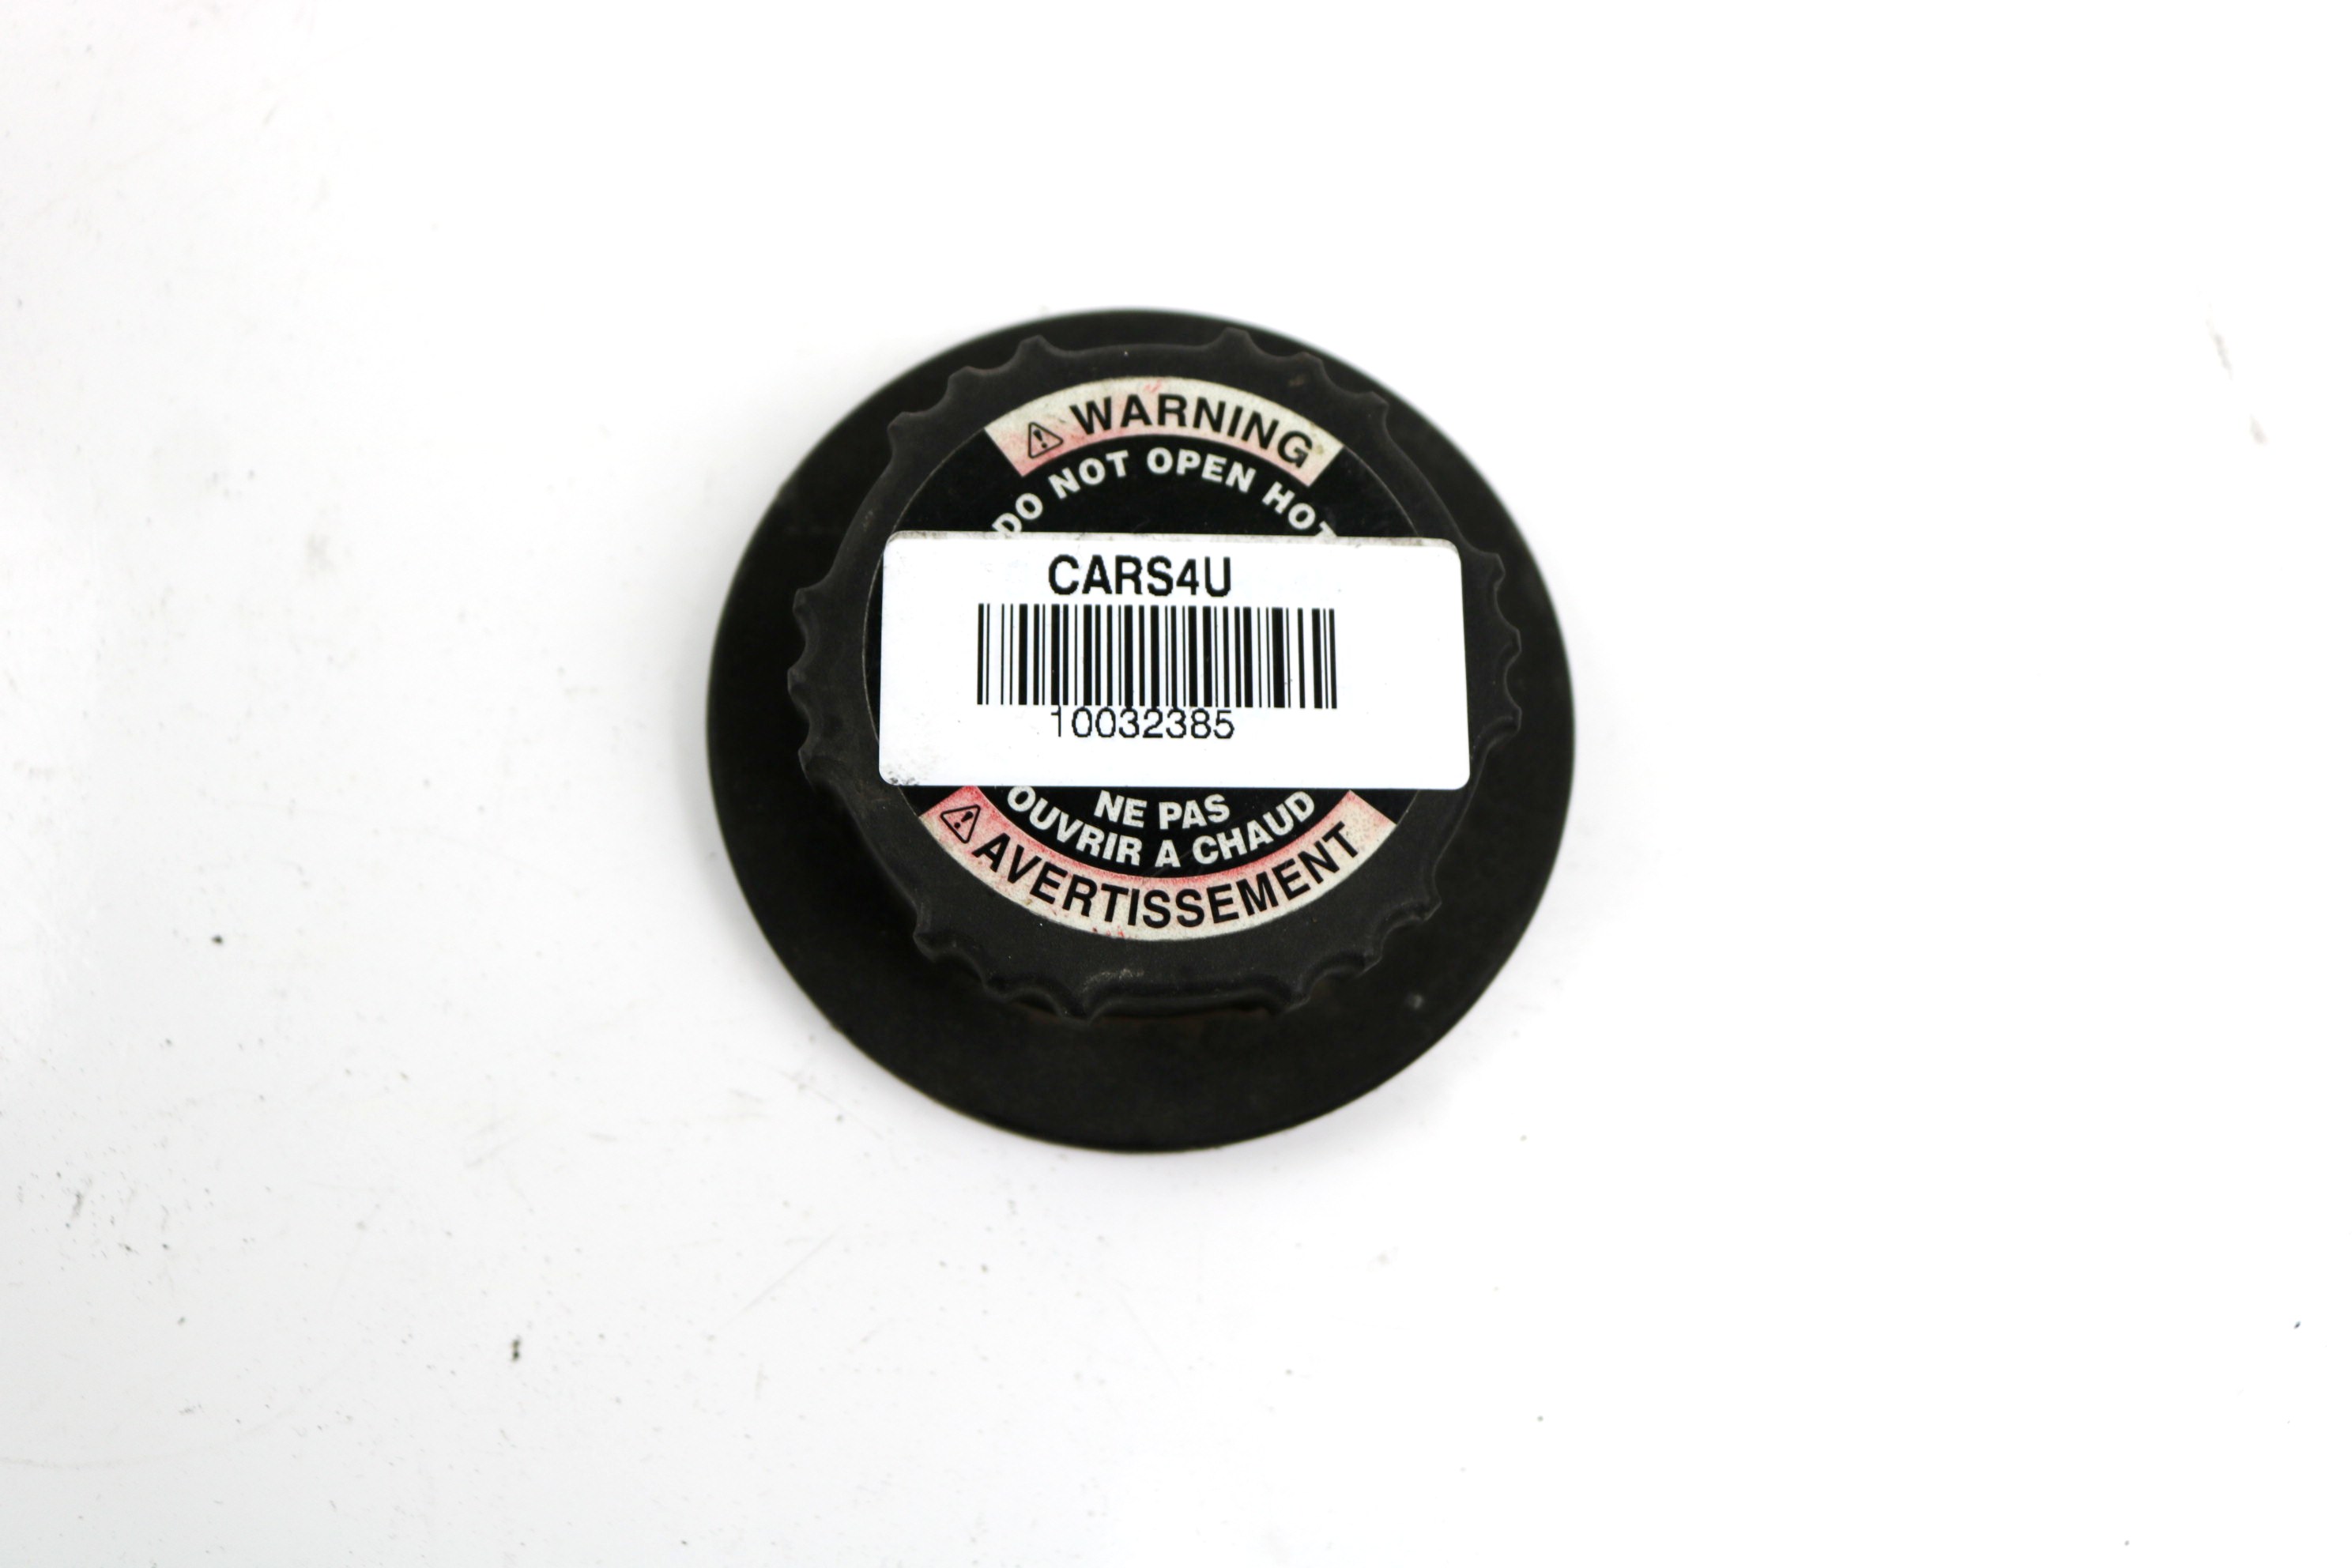 WARNING
DO NOT OPEN HOT
CARS4U
10032385
NE PAS
OUVRIR A CHAUD
AVERTISSEMENT